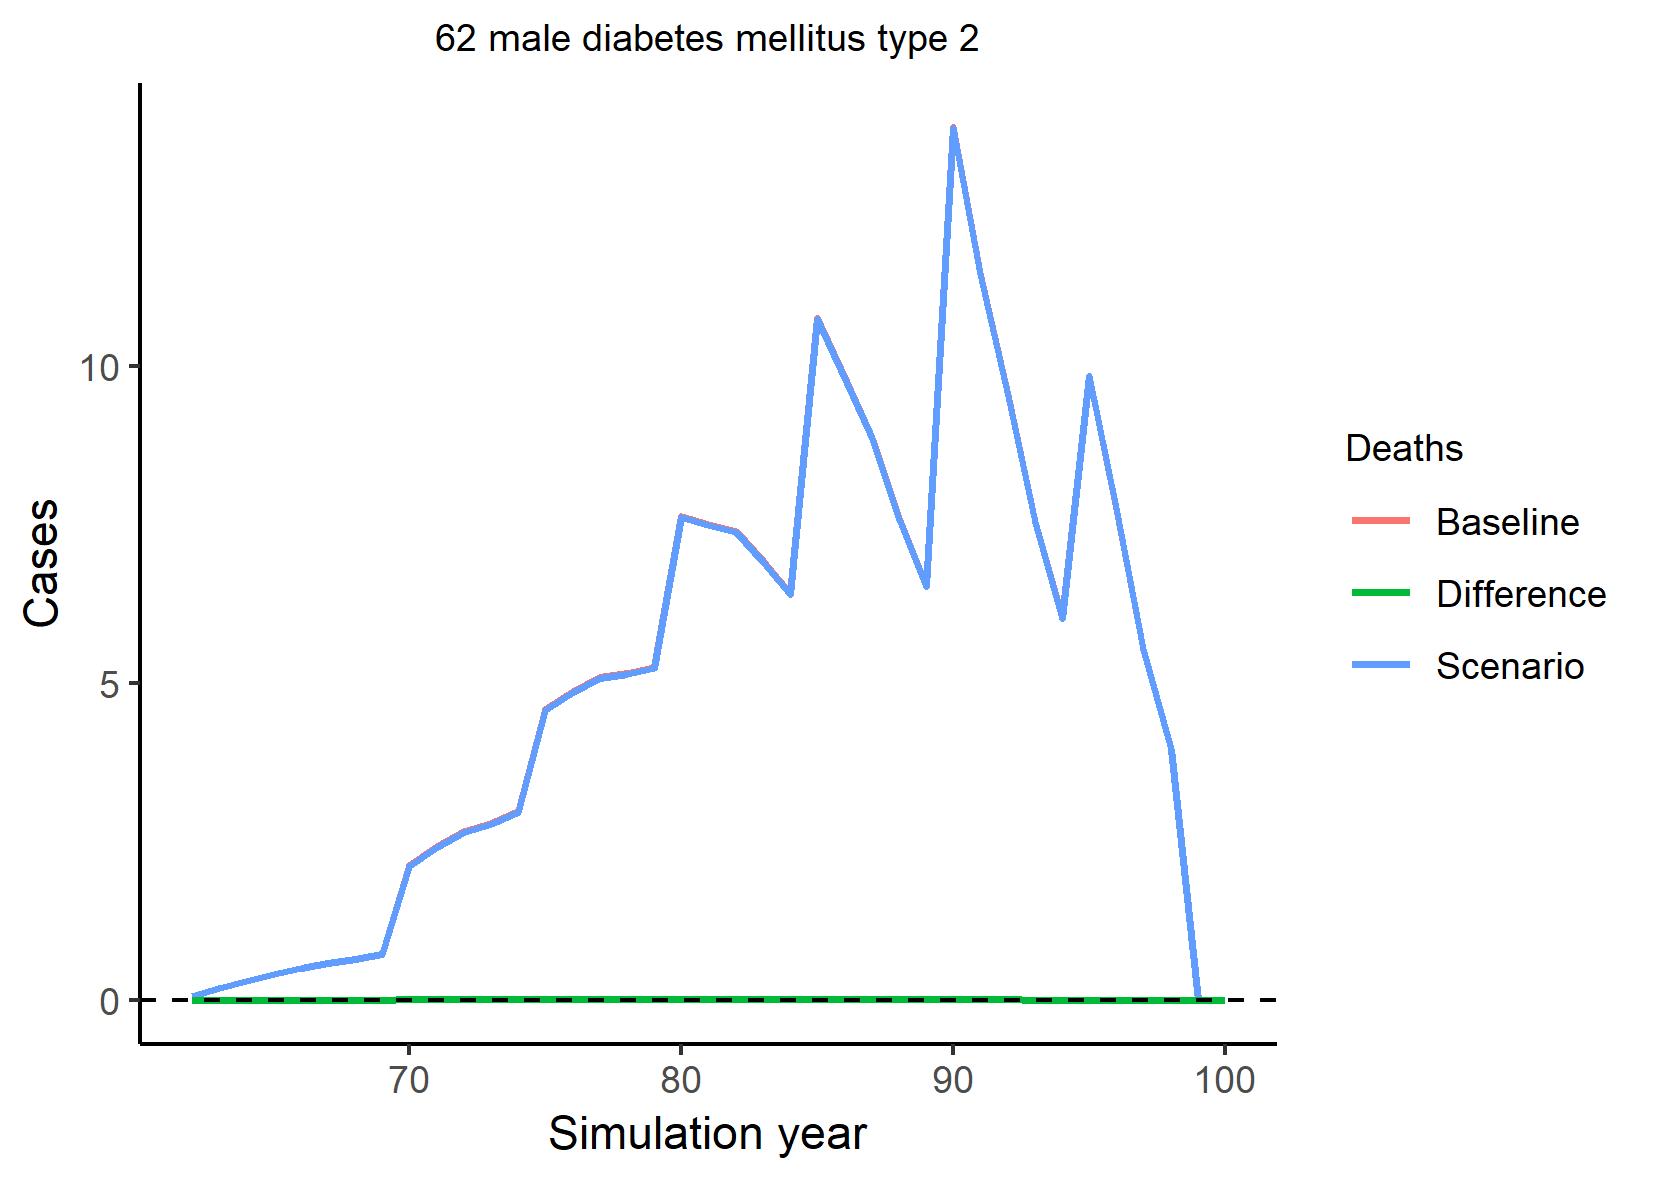 62 male diabetes mellitus type 2
Cases
10
5
0
70 80 90 100
Simulation year
Deaths
Baseline
Difference
Scenario